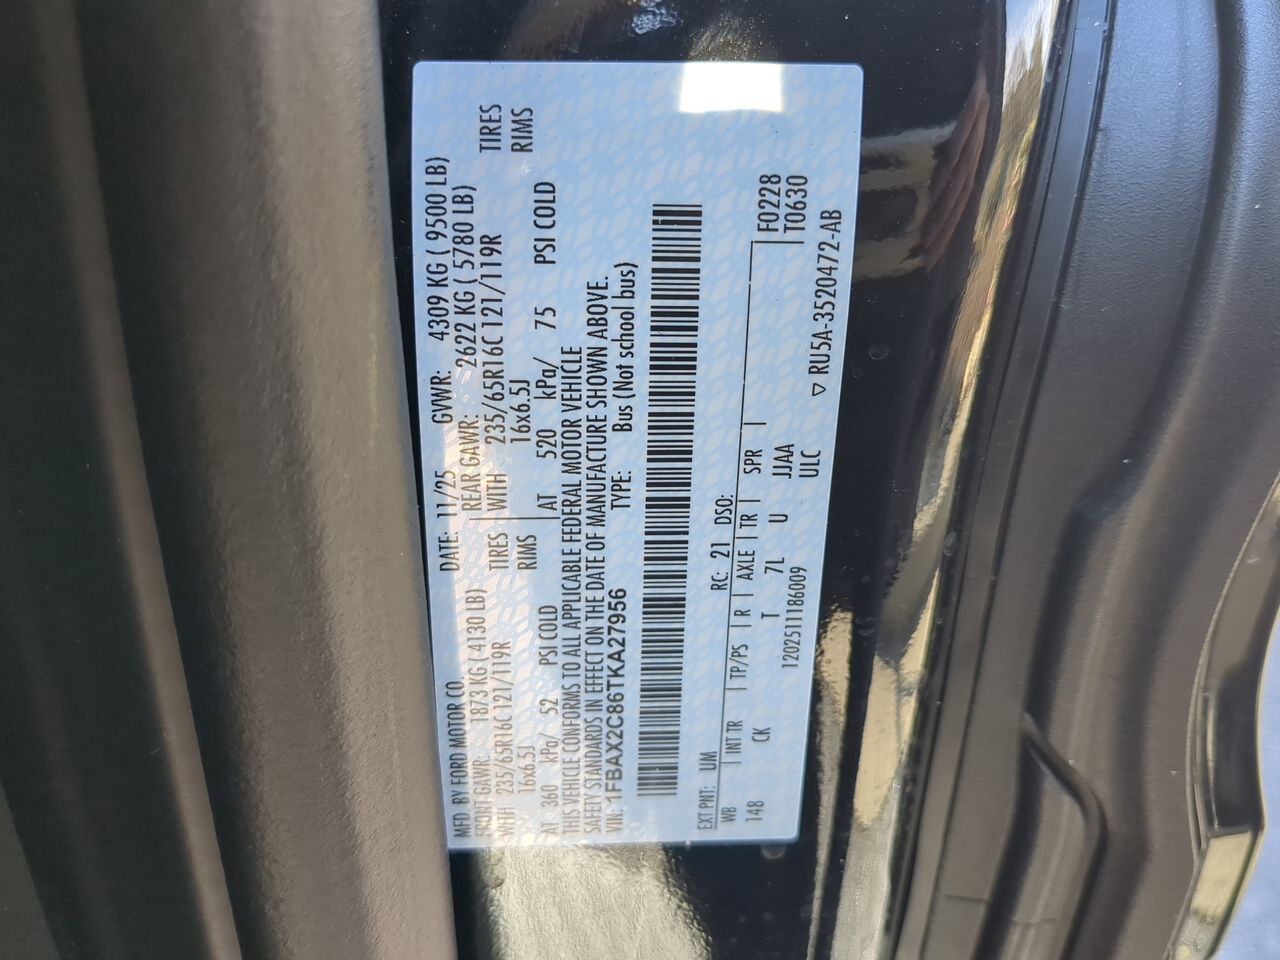 MFD. BY FORD MOTOR CO. DATE: 11/25 GVWR: 4309 KG ( 9500 LB)
FRONT GAWR: 1873 KG ( 4130 LB) REAR GAWR: 2622 KG ( 5780 LB)
WITH 235/65R16C 121/119R TIRES WITH 235/65R16C 121/119R TIRES
16x6.5J RIMS 16x6.5J RIMS
AT 360 kPa/ 52 PSI COLD AT 520 kPa/ 75 PSI COLD
THIS VEHICLE CONFORMS TO ALL APPLICABLE FEDERAL MOTOR VEHICLE
SAFETY STANDARDS IN EFFECT ON THE DATE OF MANUFACTURE SHOWN ABOVE.
VIN: 1FBAX2C86TKA27956 TYPE: Bus (Not school bus)
EXT PNT: UM RC: 21 DSO:
WB INT TR TP/PS R AXLE TR SPR F0228
148 CK T 7L U JJAA T0630
1202511186009 ULC
▽ RU5A-3520472-AB